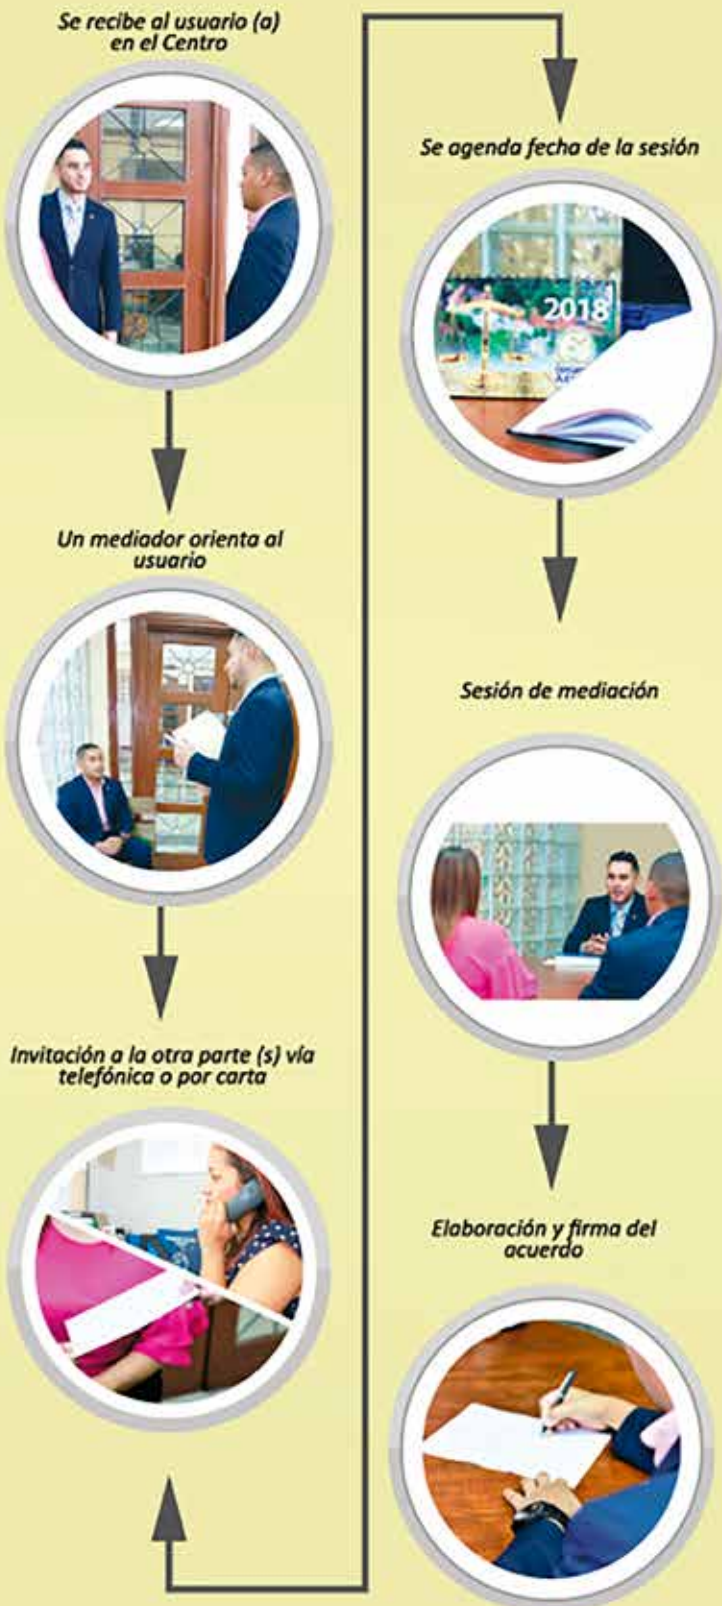 Se recibe al usuario (a)
en el Centro
Un mediador orienta al
usuario
Invitación a la otra parte (s) vía
telefónica o por carta
Se agenda fecha de la sesión
2018
Sesión de mediación
Elaboración y firma del
acuerdo